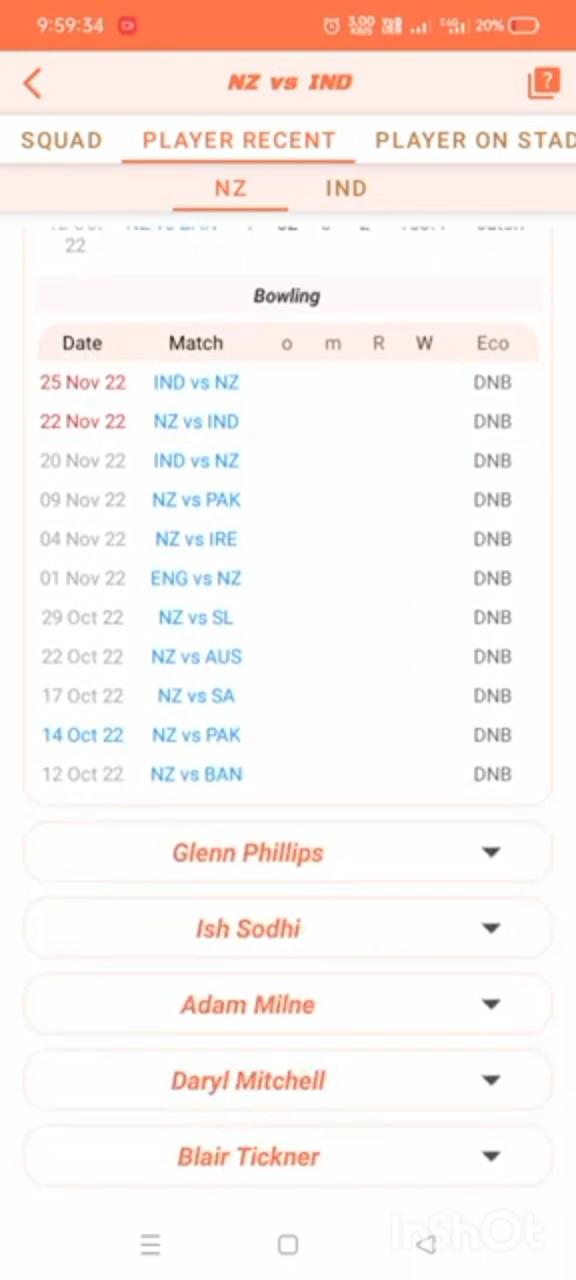 9:59:34 3.00 KB/S 20%
NZ vs IND
SQUAD PLAYER RECENT PLAYER ON STAD
NZ IND
22
Bowling
Date Match o m R W Eco
25 Nov 22 IND vs NZ DNB
22 Nov 22 NZ vs IND DNB
20 Nov 22 IND vs NZ DNB
09 Nov 22 NZ vs PAK DNB
04 Nov 22 NZ vs IRE DNB
01 Nov 22 ENG vs NZ DNB
29 Oct 22 NZ vs SL DNB
22 Oct 22 NZ vs AUS DNB
17 Oct 22 NZ vs SA DNB
14 Oct 22 NZ vs PAK DNB
12 Oct 22 NZ vs BAN DNB
Glenn Phillips
Ish Sodhi
Adam Milne
Daryl Mitchell
Blair Tickner
InShOt